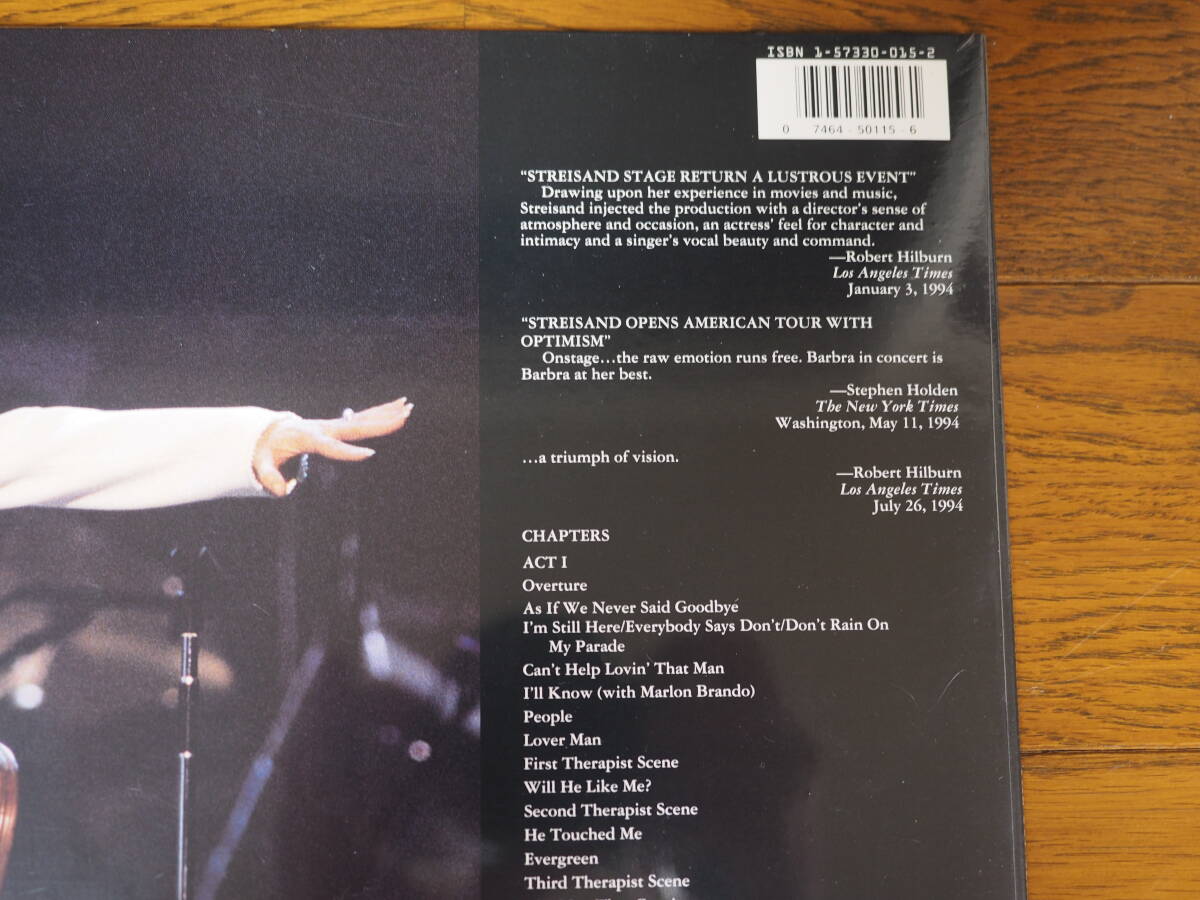 ISBN 1-57330-015-2
0 7464-50115-6
“STREISAND STAGE RETURN A LUSTROUS EVENT”
Drawing upon her experience in movies and music,
Streisand injected the production with a director's sense of
atmosphere and occasion, an actress' feel for character and
intimacy and a singer's vocal beauty and command.
—Robert Hilburn
Los Angeles Times
January 3, 1994
“STREISAND OPENS AMERICAN TOUR WITH
OPTIMISM”
Onstage...the raw emotion runs free. Barbra in concert is
Barbra at her best.
—Stephen Holden
The New York Times
Washington, May 11, 1994
...a triumph of vision.
—Robert Hilburn
Los Angeles Times
July 26, 1994
CHAPTERS
ACT I
Overture
As If We Never Said Goodbye
I'm Still Here/Everybody Says Don't/Don't Rain On
My Parade
Can't Help Lovin' That Man
I'll Know (with Marlon Brando)
People
Lover Man
First Therapist Scene
Will He Like Me?
Second Therapist Scene
He Touched Me
Evergreen
Third Therapist Scene